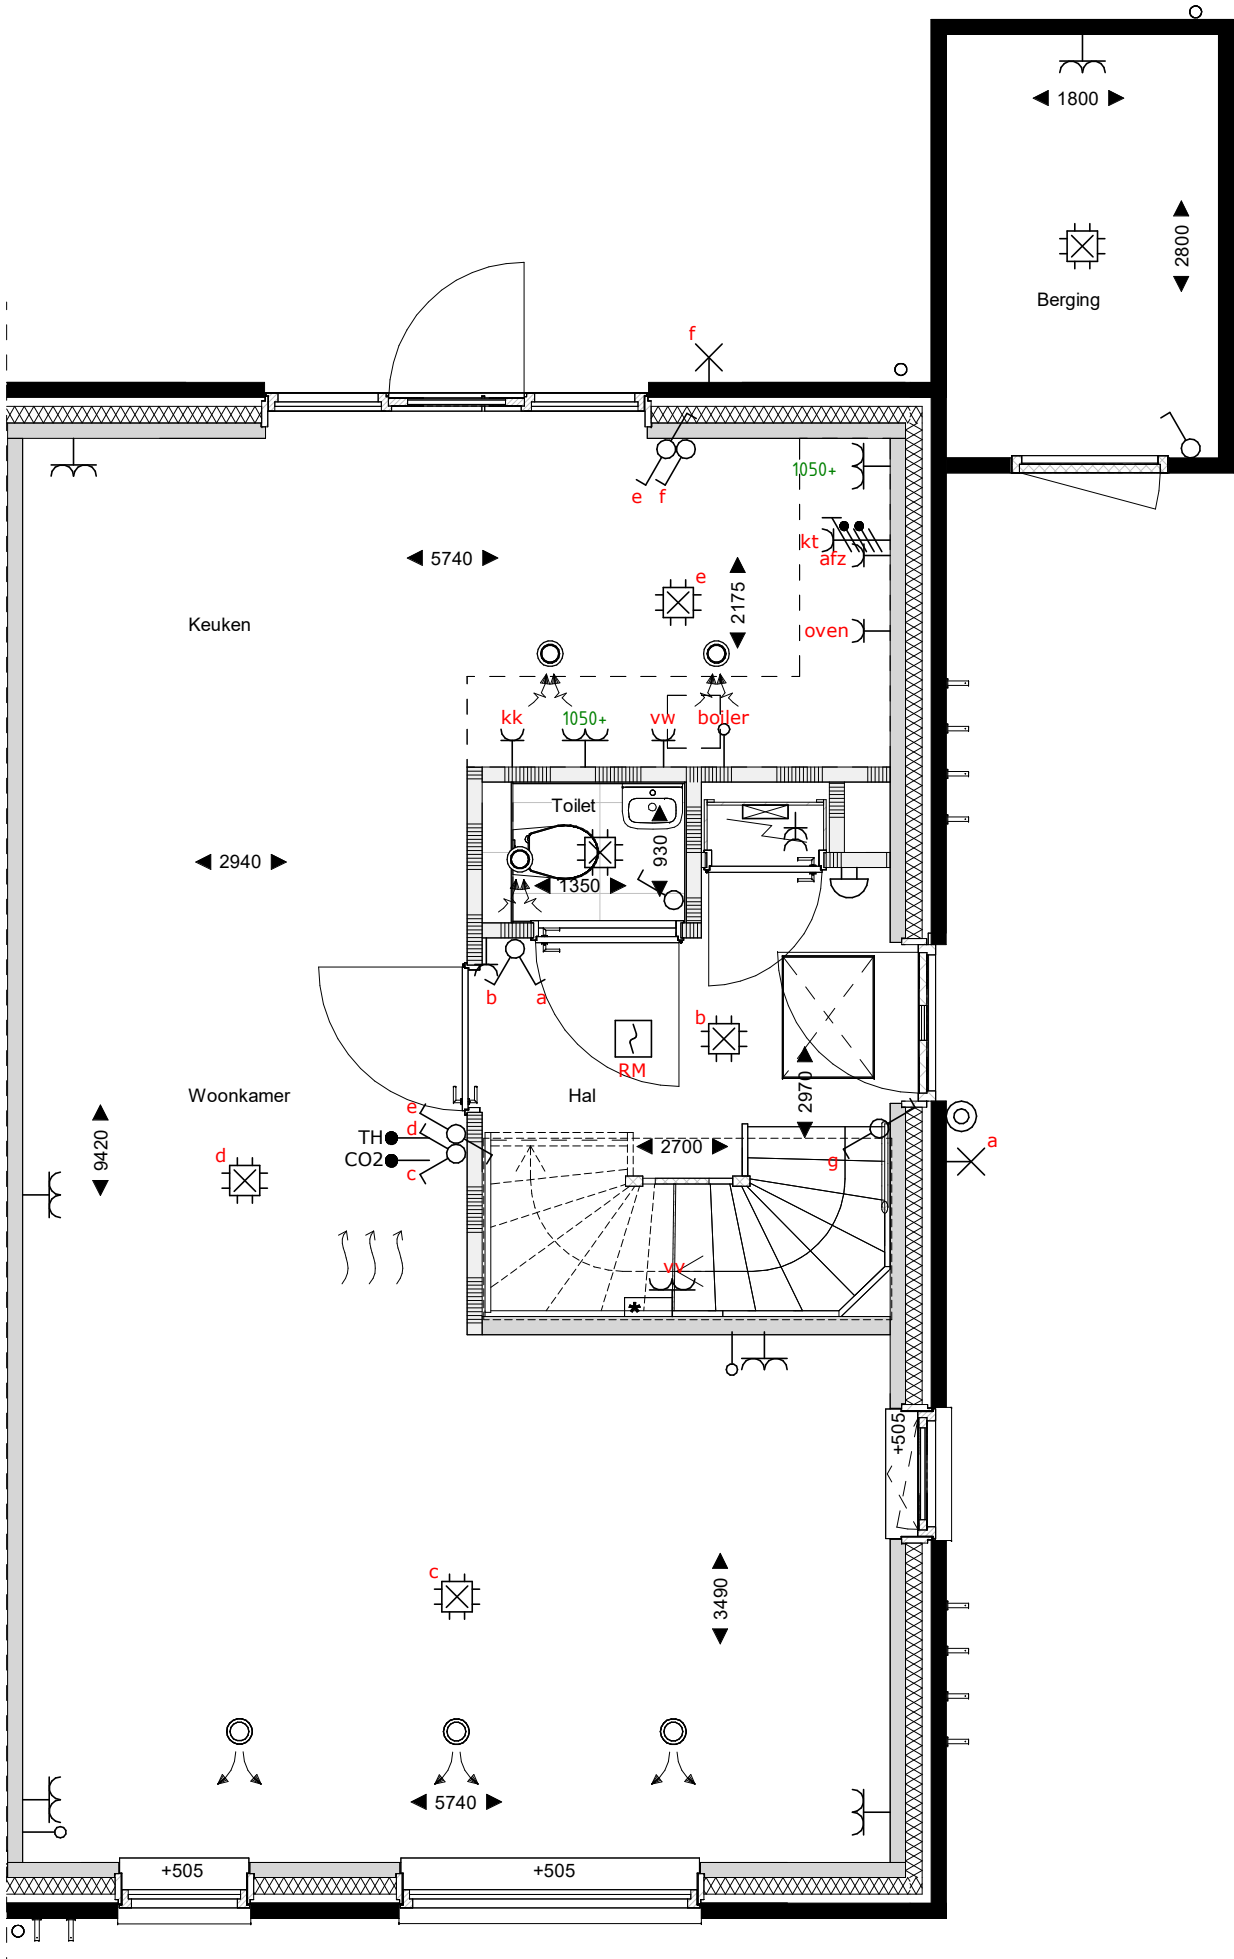 1800
2800
Berging
f
1050+
e f
kt
afz
5740
e
2175
Keuken
oven
kk
1050+
vw
boiler
Toilet
930
2940
1350
b
a
b
RM
2970
Woonkamer
Hal
e
d
TH
CO2
c
9420
d
2700
g
a
vv
*
+505
c
3490
5740
+505
+505